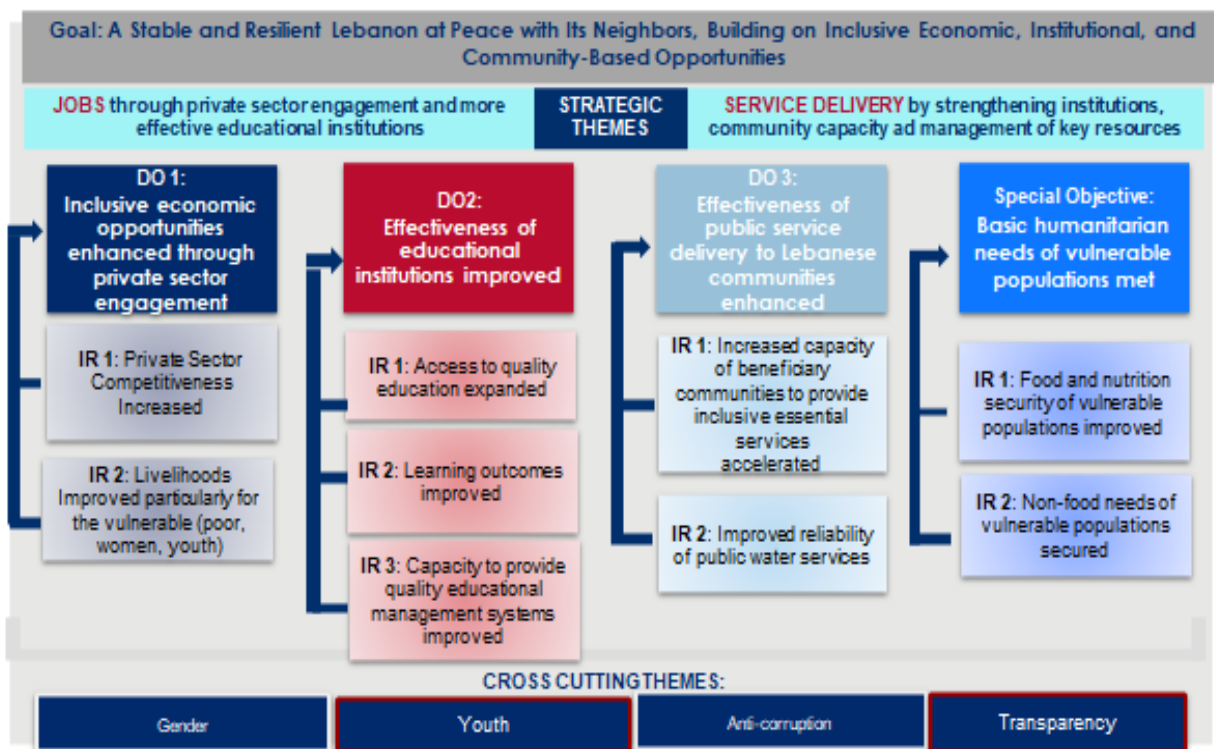 Goal: A Stable and Resilient Lebanon at Peace with Its Neighbors, Building on Inclusive Economic, Institutional, and
Community-Based Opportunities
JOBS through private sector engagement and more
effective educational institutions
STRATEGIC
THEMES
SERVICE DELIVERY by strengthening institutions,
community capacity ad management of key resources
DO 1:
Inclusive economic
opportunities
enhanced through
private sector
engagement
IR 1: Private Sector
Competitiveness
Increased
IR 2: Livelihoods
Improved particularly for
the vulnerable (poor,
women, youth)
DO2:
Effectiveness of
educational
institutions improved
IR 1: Access to quality
education expanded
IR 2: Learning outcomes
improved
IR 3: Capacity to provide
quality educational
management systems
improved
DO 3:
Effectiveness of
public service
delivery to Lebanese
communities
enhanced
IR 1: Increased capacity
of beneficiary
communities to provide
inclusive essential
services
accelerated
IR 2: Improved reliability
of public water services
Special Objective:
Basic humanitarian
needs of vulnerable
populations met
IR 1: Food and nutrition
security of vulnerable
populations improved
IR 2: Non-food needs of
vulnerable populations
secured
CROSS CUTTING THEMES:
Gender
Youth
Anti-corruption
Transparency